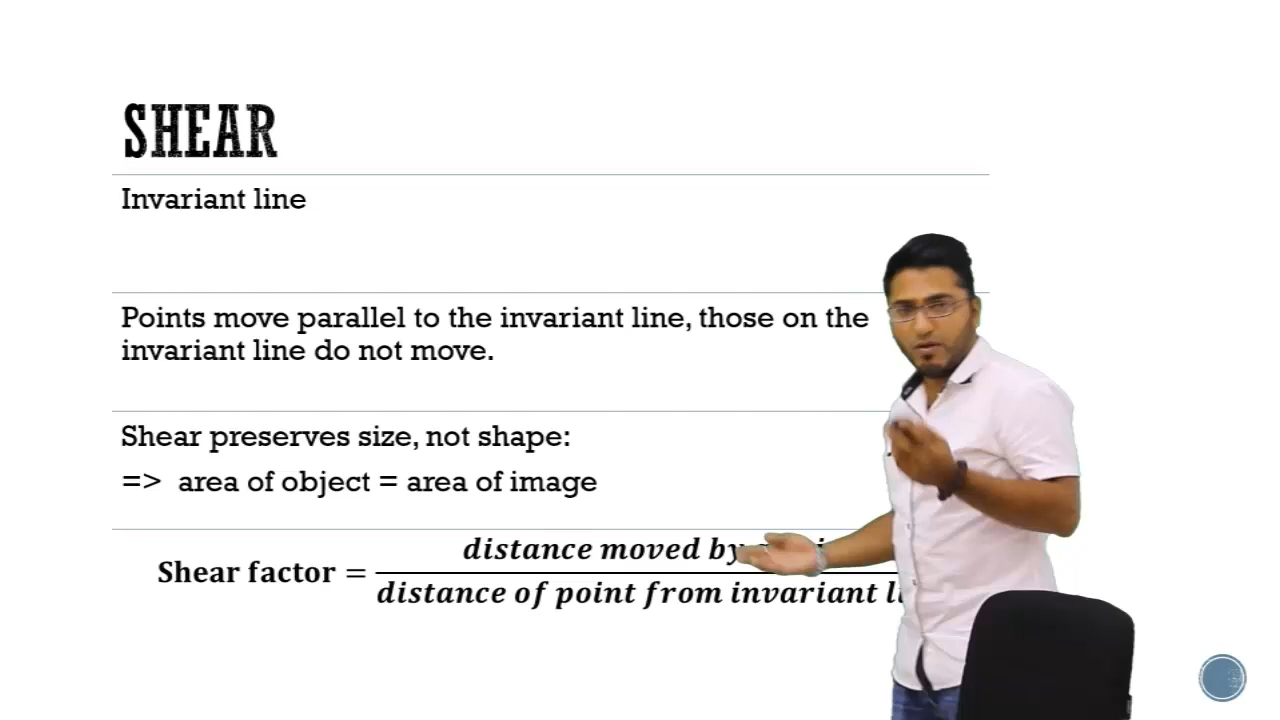 SHEAR
Invariant line
Points move parallel to the invariant line, those on the
invariant line do not move.
Shear preserves size, not shape:
=> area of object = area of image
distance moved by
Shear factor =
distance of point from invariant